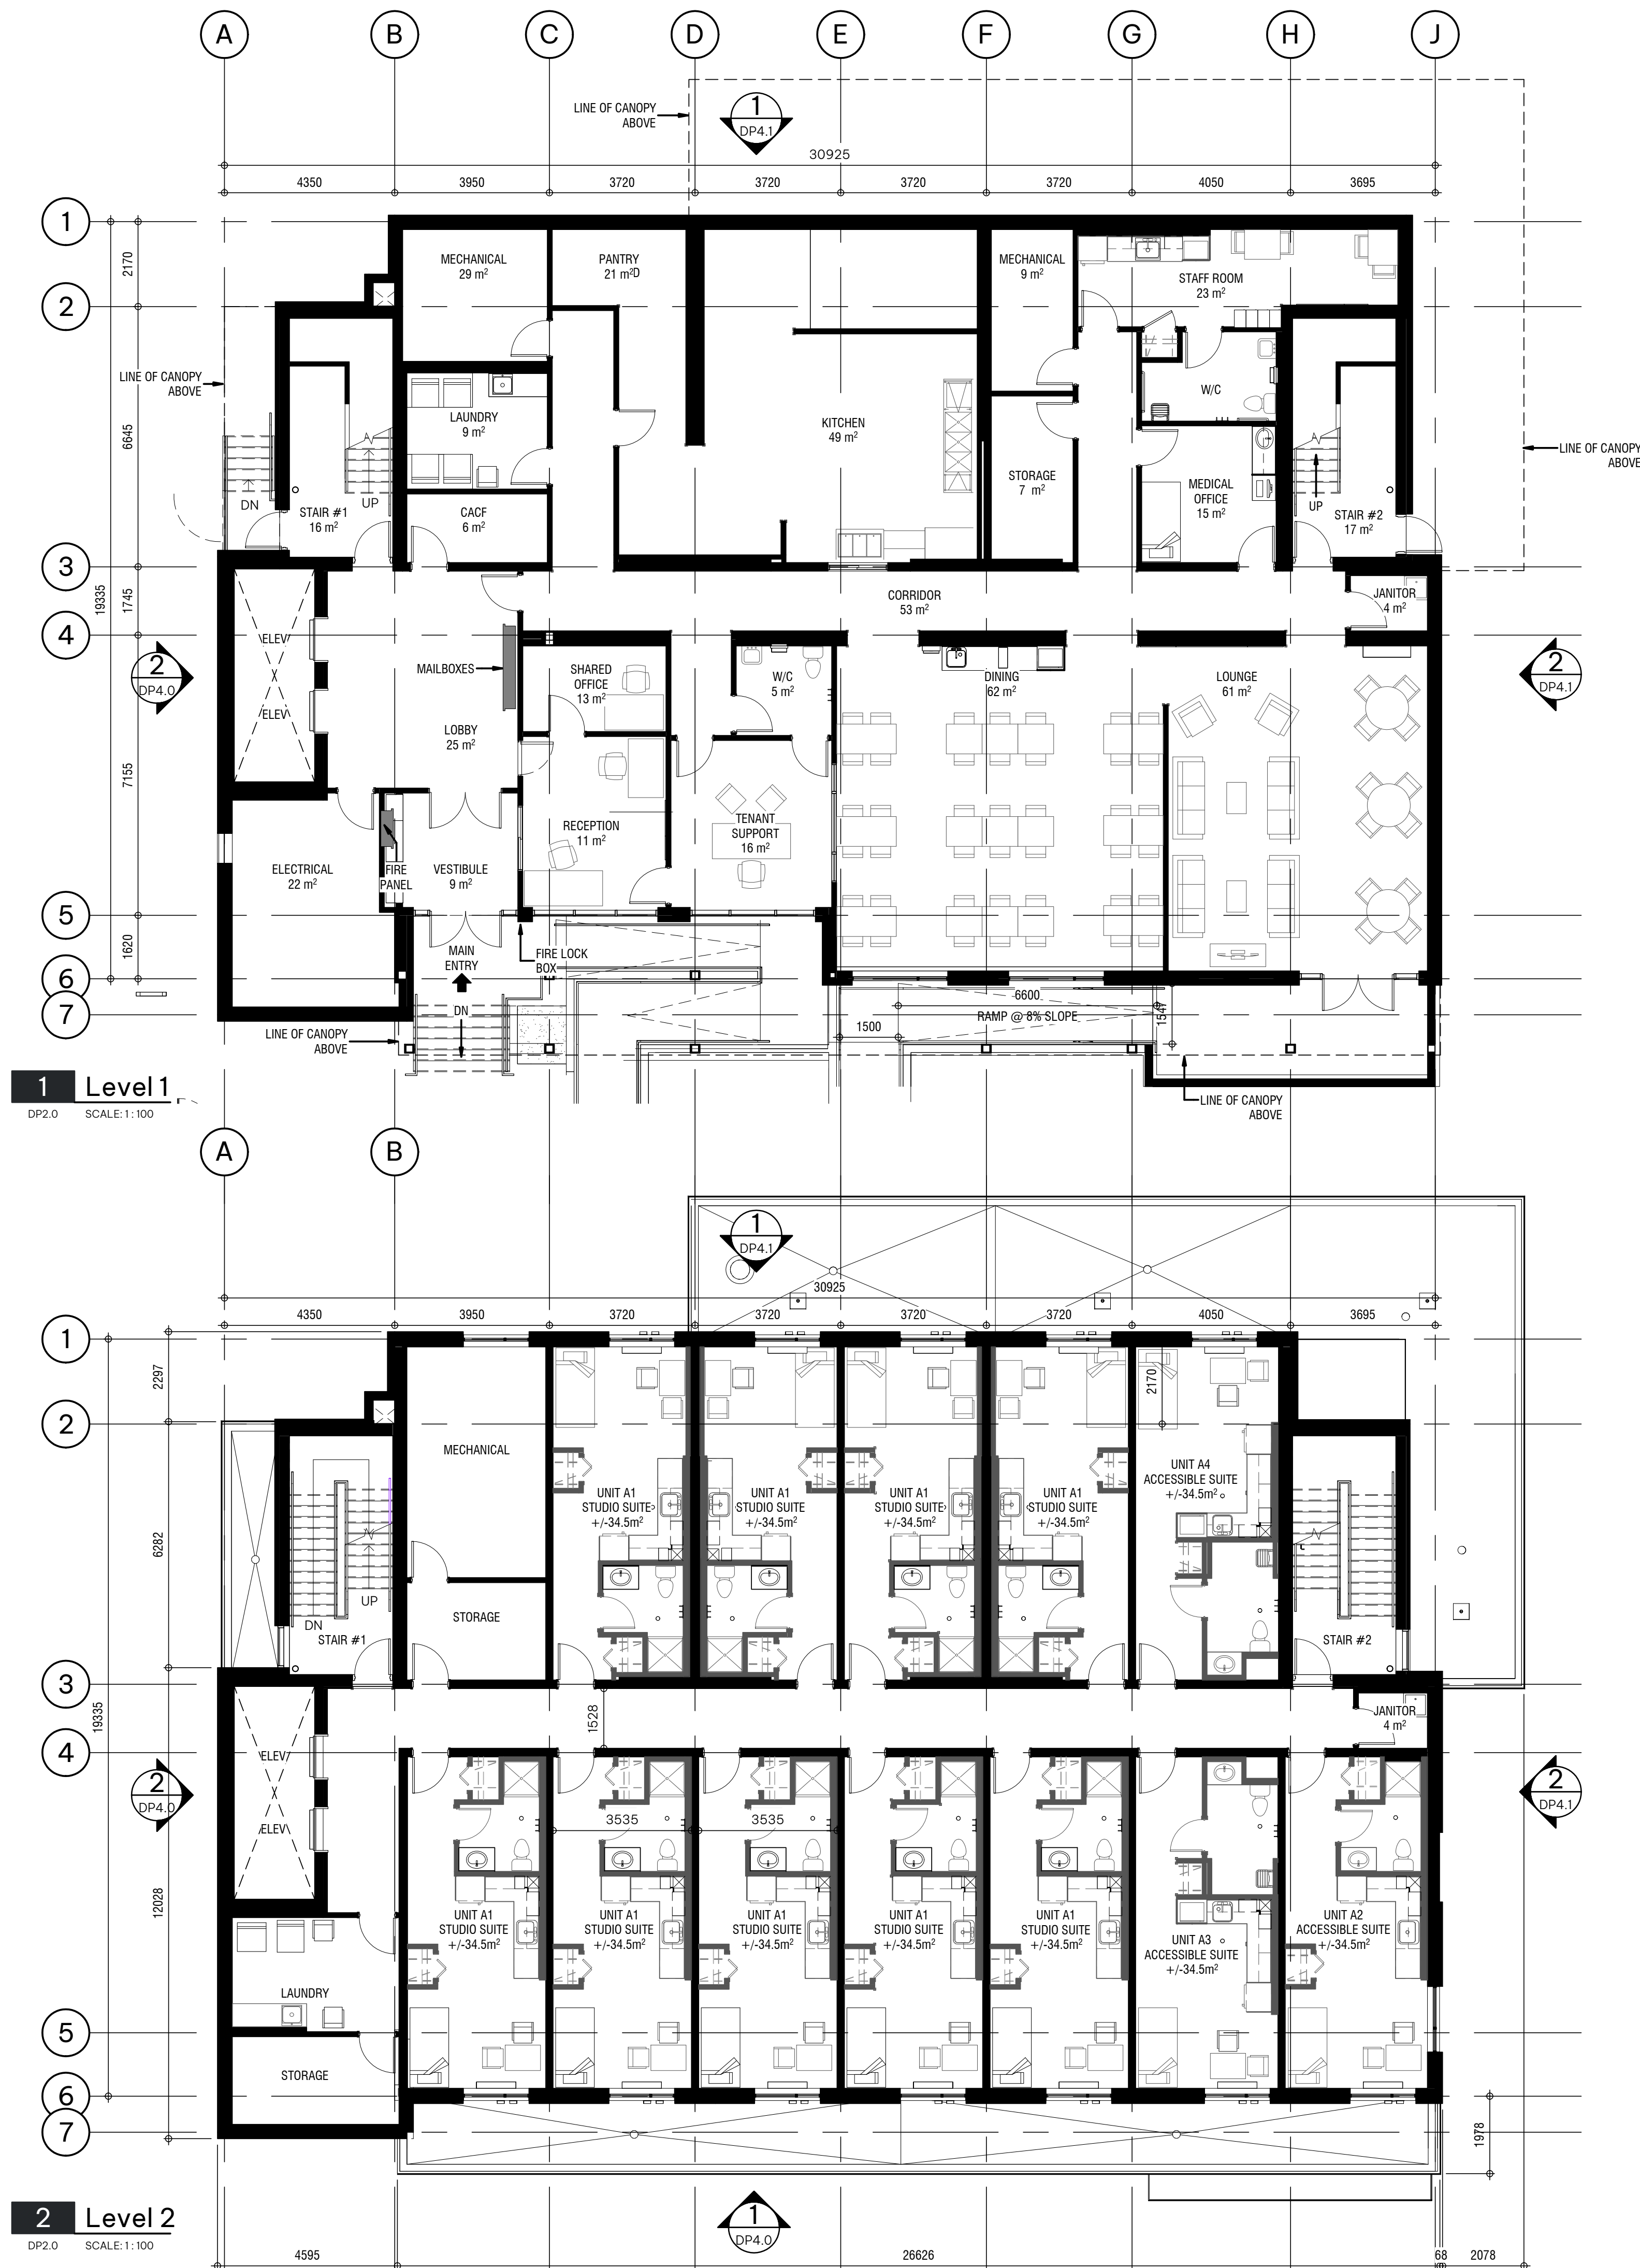 A B C D E F G H J
LINE OF CANOPY
ABOVE
1
DP4.1
30925
4350 3950 3720 3720 3720 3720 4050 3695
1
2
3
4
5
6
7
2170
6645
1745
7155
1620
19335
MECHANICAL
29 m²
PANTRY
21 m²D
MECHANICAL
9 m²
STAFF ROOM
23 m²
LINE OF CANOPY
ABOVE
LAUNDRY
9 m²
KITCHEN
49 m²
W/C
LINE OF CANOPY
ABOVE
STORAGE
7 m²
MEDICAL
OFFICE
15 m²
DN
UP
STAIR #1
16 m²
CACF
6 m²
UP
STAIR #2
17 m²
CORRIDOR
53 m²
JANITOR
4 m²
2
DP4.0
ELEV
ELEV
MAILBOXES
SHARED
OFFICE
13 m²
W/C
5 m²
DINING
62 m²
LOUNGE
61 m²
2
DP4.1
LOBBY
25 m²
RECEPTION
11 m²
TENANT
SUPPORT
16 m²
ELECTRICAL
22 m²
FIRE
PANEL
VESTIBULE
9 m²
MAIN
ENTRY
FIRE LOCK
BOX
DN
6600
RAMP @ 8% SLOPE
1500
1547
LINE OF CANOPY
ABOVE
LINE OF CANOPY
ABOVE
1 Level 1
DP2.0 SCALE: 1 : 100
A B
1
DP4.1
30925
4350 3950 3720 3720 3720 3720 4050 3695
1
2
3
4
5
6
7
2297
6282
12028
19335
2170
MECHANICAL
UNIT A1
STUDIO SUITE
+/-34.5m²
UNIT A1
STUDIO SUITE
+/-34.5m²
UNIT A1
STUDIO SUITE
+/-34.5m²
UNIT A1
STUDIO SUITE
+/-34.5m²
UNIT A4
ACCESSIBLE SUITE
+/-34.5m²
UP
DN
STAIR #1
STORAGE
STAIR #2
1528
JANITOR
4 m²
2
DP4.0
ELEV
ELEV
2
DP4.1
3535 3535
UNIT A1
STUDIO SUITE
+/-34.5m²
UNIT A1
STUDIO SUITE
+/-34.5m²
UNIT A1
STUDIO SUITE
+/-34.5m²
UNIT A1
STUDIO SUITE
+/-34.5m²
UNIT A1
STUDIO SUITE
+/-34.5m²
UNIT A3
ACCESSIBLE SUITE
+/-34.5m²
UNIT A2
ACCESSIBLE SUITE
+/-34.5m²
LAUNDRY
STORAGE
1978
2 Level 2
DP2.0 SCALE: 1 : 100
1
DP4.0
4595 26626 68 2078